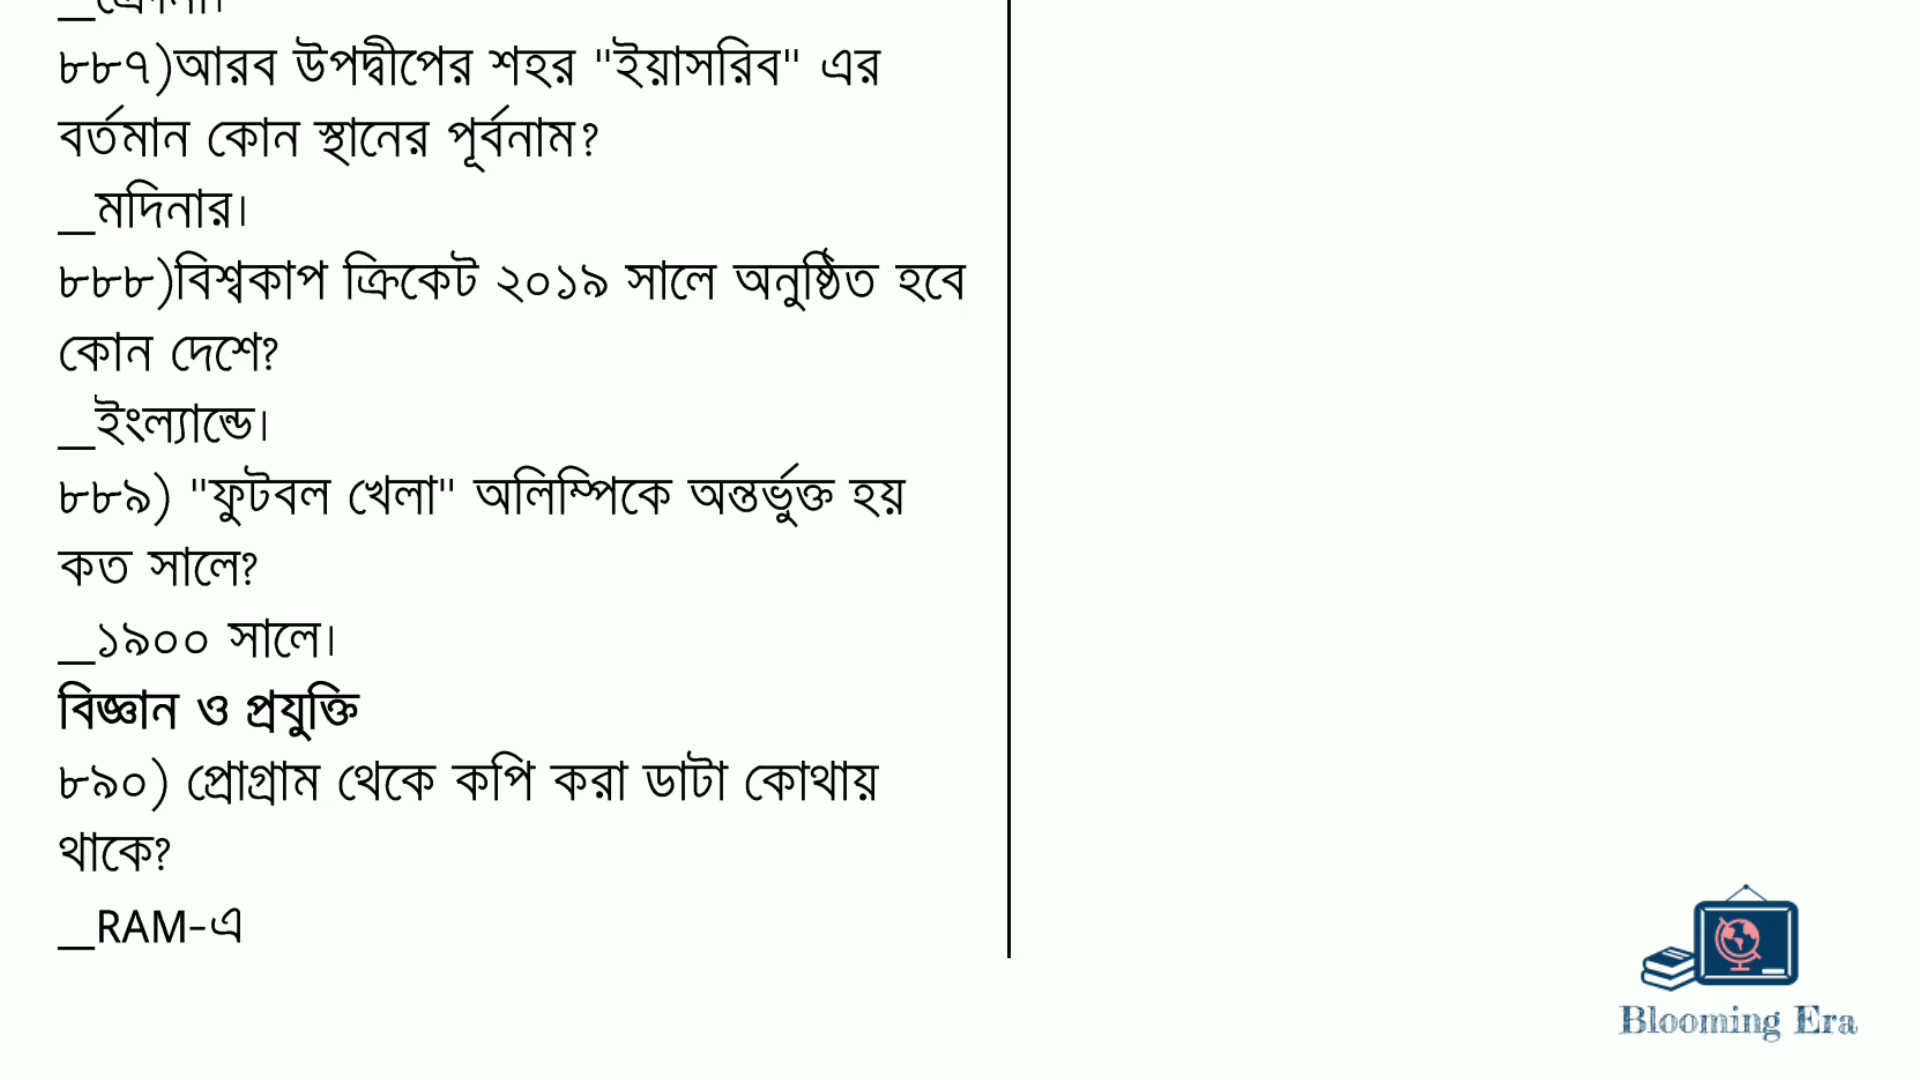 ৮৮৭)আরব উপদ্বীপের শহর "ইয়াসরিব" এর
বর্তমান কোন স্থানের পূর্বনাম?
_মদিনার।
৮৮৮)বিশ্বকাপ ক্রিকেট ২০১৯ সালে অনুষ্ঠিত হবে
কোন দেশে?
_ইংল্যান্ডে।
৮৮৯) "ফুটবল খেলা" অলিম্পিকে অন্তর্ভুক্ত হয়
কত সালে?
_১৯০০ সালে।
বিজ্ঞান ও প্রযুক্তি
৮৯০) প্রোগ্রাম থেকে কপি করা ডাটা কোথায়
থাকে?
_RAM-এ
Blooming Era